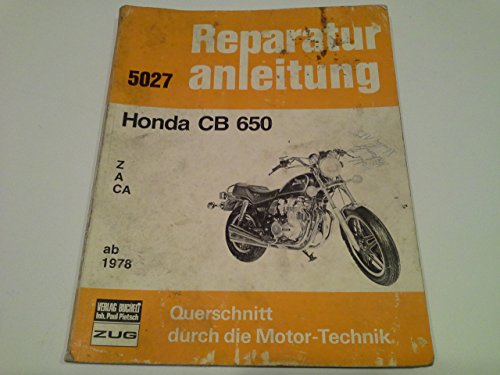 Reparatur
5027 anleitung
Honda CB 650
Z
A
CA
ab
1978
VERLAG BUCHELI
Inh. Paul Pietsch
ZUG
Querschnitt
durch die Motor-Technik